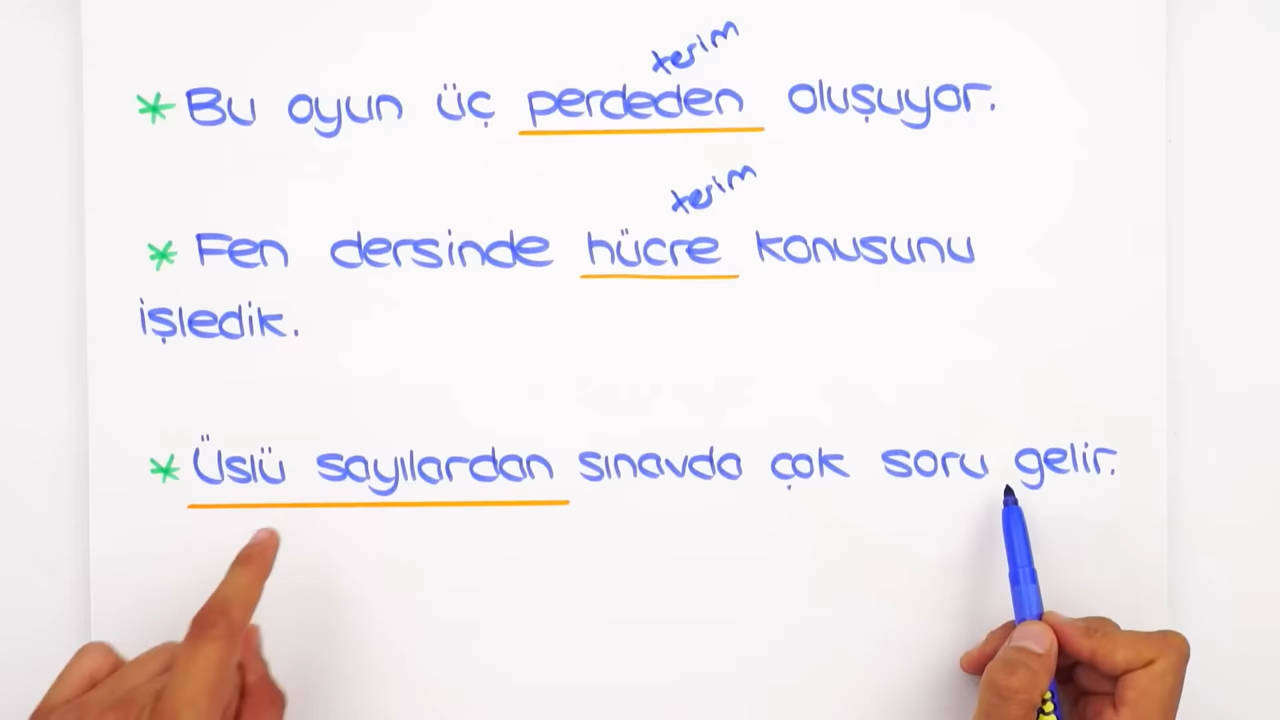 terim
* Bu oyun üç perdeden oluşuyor.
terim
* Fen dersinde hücre konusunu
işledik.
* Üslü sayılardan sınavda çok soru gelir.